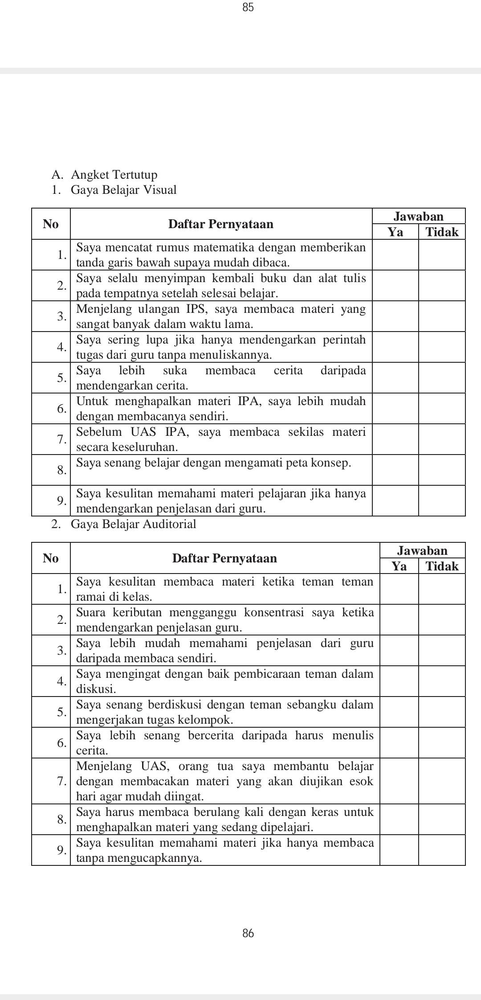 85
A. Angket Tertutup
1. Gaya Belajar Visual
No Daftar Pernyataan Jawaban
Ya Tidak
1. Saya mencatat rumus matematika dengan memberikan
tanda garis bawah supaya mudah dibaca.
2. Saya selalu menyimpan kembali buku dan alat tulis
pada tempatnya setelah selesai belajar.
3. Menjelang ulangan IPS, saya membaca materi yang
sangat banyak dalam waktu lama.
4. Saya sering lupa jika hanya mendengarkan perintah
tugas dari guru tanpa menuliskannya.
5. Saya lebih suka membaca cerita daripada
mendengarkan cerita.
6. Untuk menghapalkan materi IPA, saya lebih mudah
dengan membacanya sendiri.
7. Sebelum UAS IPA, saya membaca sekilas materi
secara keseluruhan.
8. Saya senang belajar dengan mengamati peta konsep.
9. Saya kesulitan memahami materi pelajaran jika hanya
mendengarkan penjelasan dari guru.
2. Gaya Belajar Auditorial
No Daftar Pernyataan Jawaban
Ya Tidak
1. Saya kesulitan membaca materi ketika teman teman
ramai di kelas.
2. Suara keributan mengganggu konsentrasi saya ketika
mendengarkan penjelasan guru.
3. Saya lebih mudah memahami penjelasan dari guru
daripada membaca sendiri.
4. Saya mengingat dengan baik pembicaraan teman dalam
diskusi.
5. Saya senang berdiskusi dengan teman sebangku dalam
mengerjakan tugas kelompok.
6. Saya lebih senang bercerita daripada harus menulis
cerita.
Menjelang UAS, orang tua saya membantu belajar
7. dengan membacakan materi yang akan diujikan esok
hari agar mudah diingat.
8. Saya harus membaca berulang kali dengan keras untuk
menghapalkan materi yang sedang dipelajari.
9. Saya kesulitan memahami materi jika hanya membaca
tanpa mengucapkannya.
86